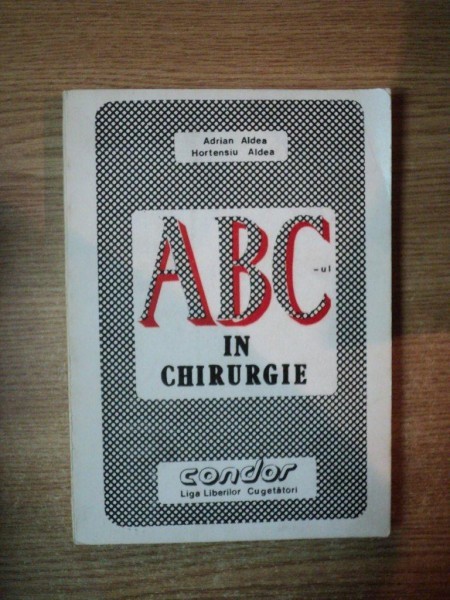 Adrian Aldea
Hortensiu Aldea
ABC-ul
IN
CHIRURGIE
condor
Liga Liberilor Cugetători